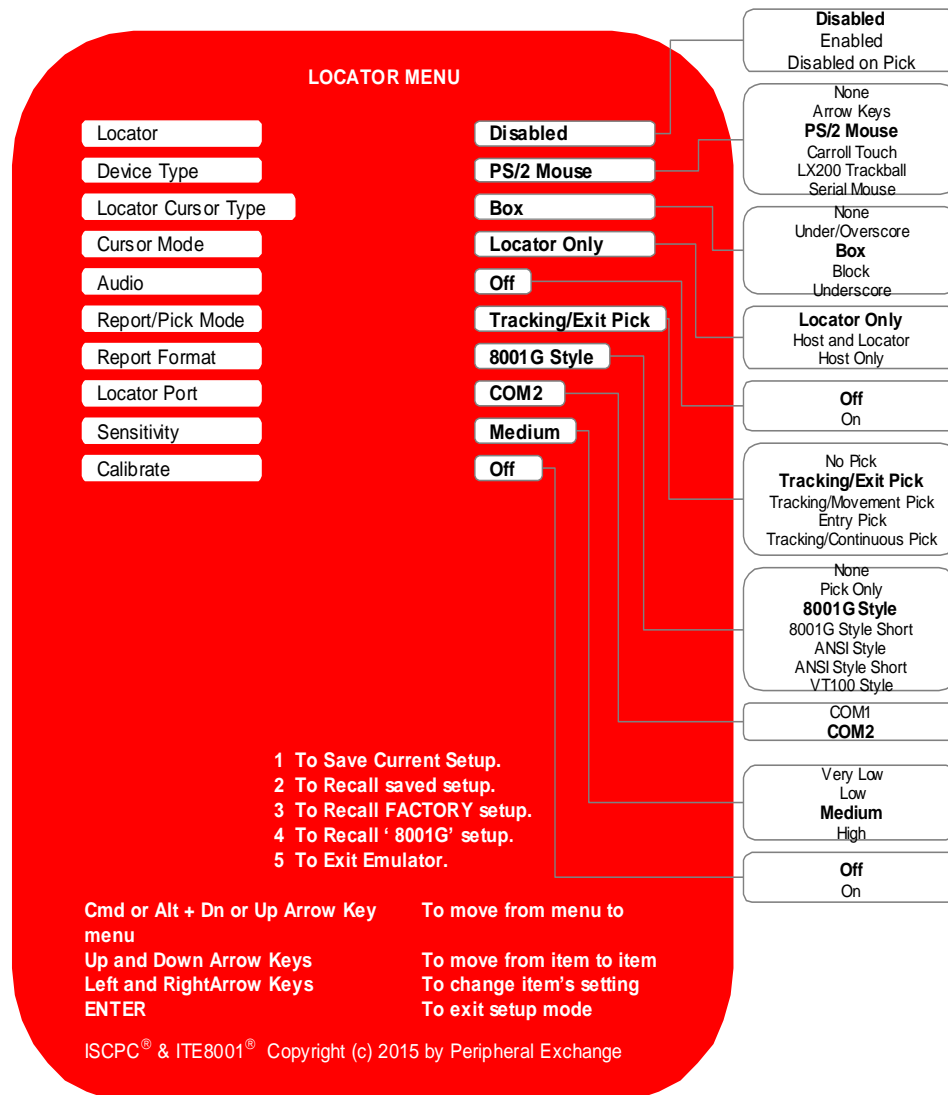 LOCATOR MENU
Locator Disabled
Device Type PS/2 Mouse
Locator Cursor Type Box
Cursor Mode Locator Only
Audio Off
Report/Pick Mode Tracking/Exit Pick
Report Format 8001G Style
Locator Port COM2
Sensitivity Medium
Calibrate Off
1 To Save Current Setup.
2 To Recall saved setup.
3 To Recall FACTORY setup.
4 To Recall ‘ 8001G’ setup.
5 To Exit Emulator.
Cmd or Alt + Dn or Up Arrow Key To move from menu to
menu
Up and Down Arrow Keys To move from item to item
Left and RightArrow Keys To change item’s setting
ENTER To exit setup mode
ISCPC® & ITE8001® Copyright (c) 2015 by Peripheral Exchange
Disabled
Enabled
Disabled on Pick
None
Arrow Keys
PS/2 Mouse
Carroll Touch
LX200 Trackball
Serial Mouse
None
Under/Overscore
Box
Block
Underscore
Locator Only
Host and Locator
Host Only
Off
On
No Pick
Tracking/Exit Pick
Tracking/Movement Pick
Entry Pick
Tracking/Continuous Pick
None
Pick Only
8001G Style
8001G Style Short
ANSI Style
ANSI Style Short
VT100 Style
COM1
COM2
Very Low
Low
Medium
High
Off
On